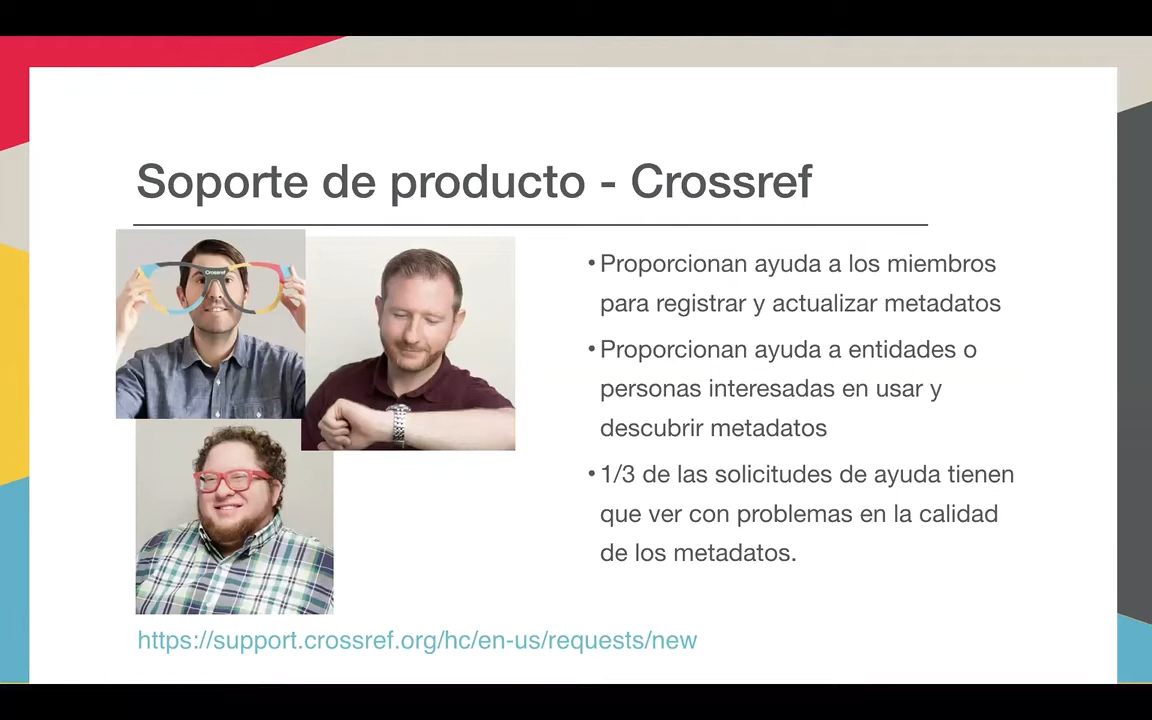 Soporte de producto - Crossref
Crossref
• Proporcionan ayuda a los miembros
para registrar y actualizar metadatos
• Proporcionan ayuda a entidades o
personas interesadas en usar y
descubrir metadatos
• 1/3 de las solicitudes de ayuda tienen
que ver con problemas en la calidad
de los metadatos.
https://support.crossref.org/hc/en-us/requests/new